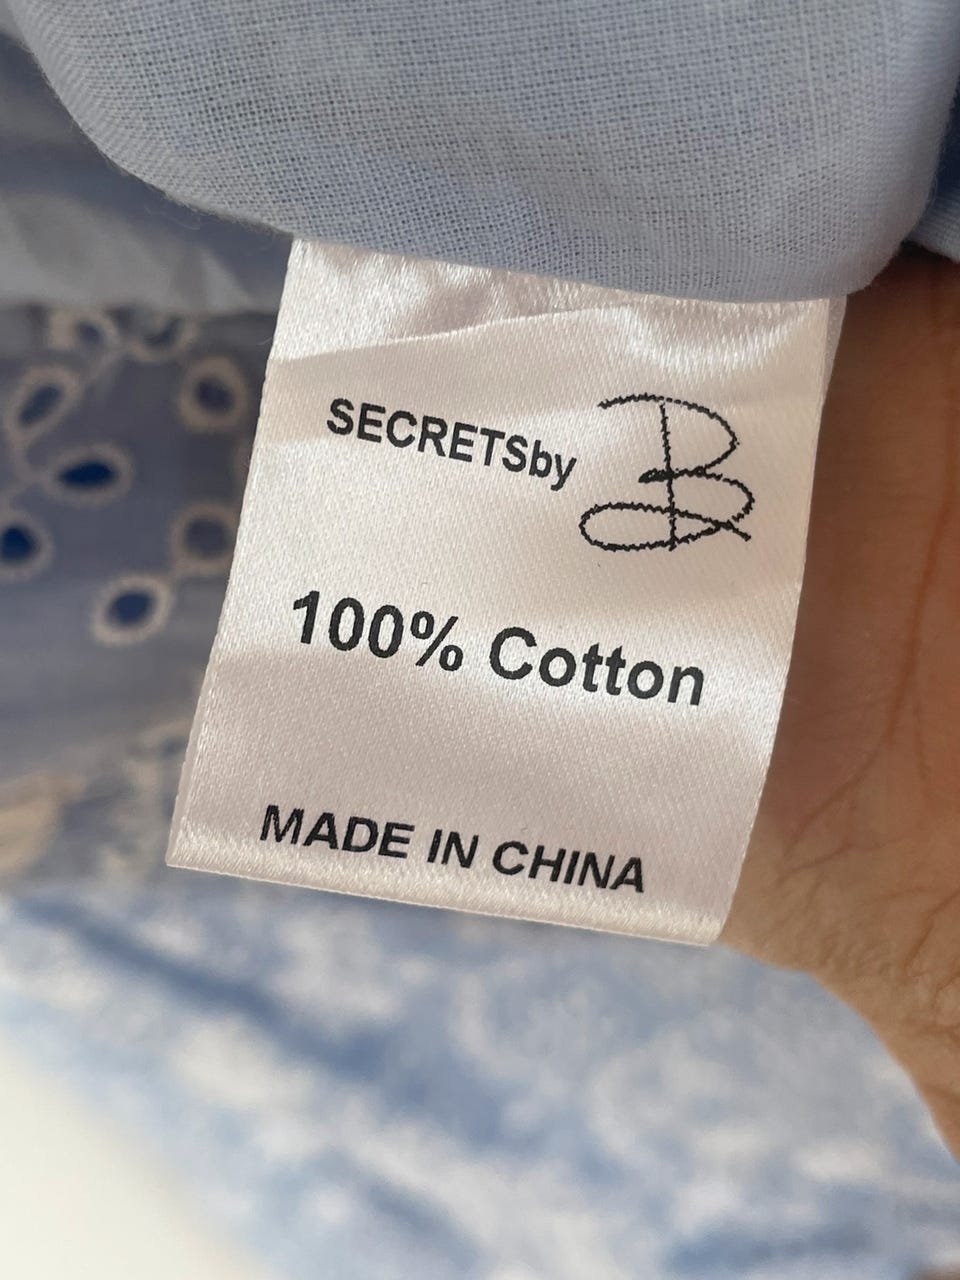 SECRETSby B
100% Cotton
MADE IN CHINA